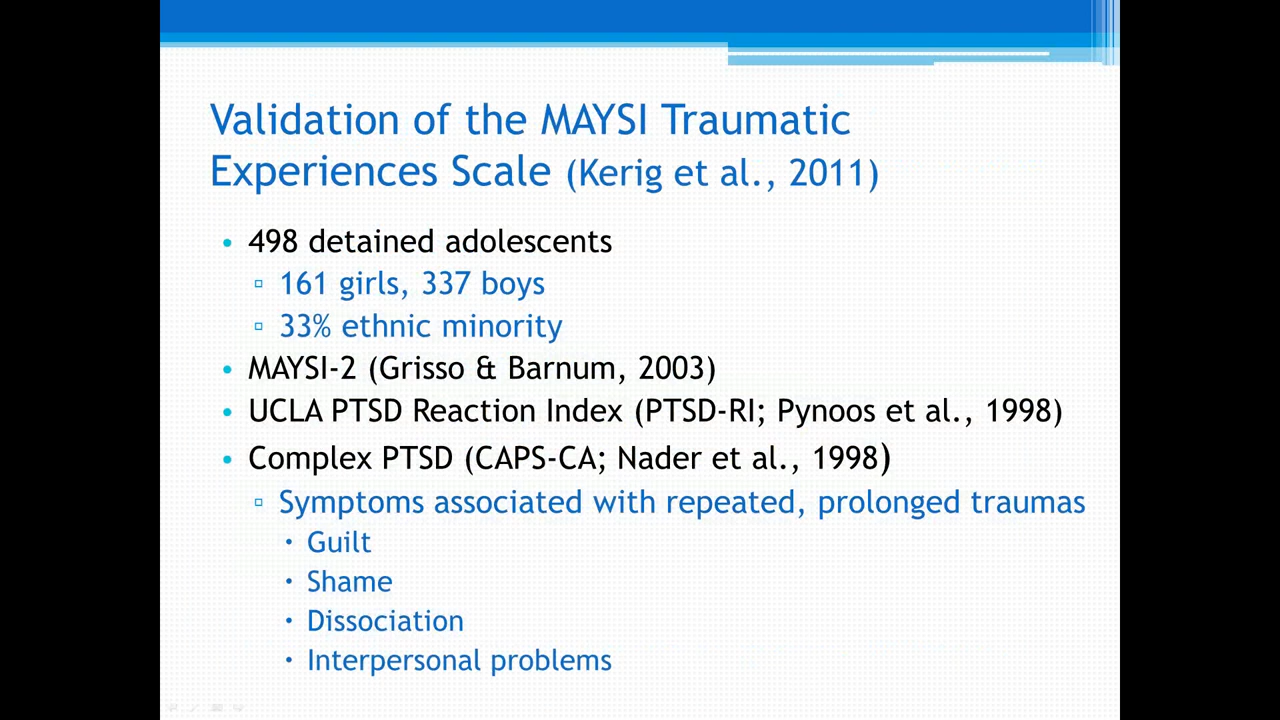 Validation of the MAYSI Traumatic
Experiences Scale (Kerig et al., 2011)
• 498 detained adolescents
▫ 161 girls, 337 boys
▫ 33% ethnic minority
• MAYSI-2 (Grisso & Barnum, 2003)
• UCLA PTSD Reaction Index (PTSD-RI; Pynoos et al., 1998)
• Complex PTSD (CAPS-CA; Nader et al., 1998)
▫ Symptoms associated with repeated, prolonged traumas
• Guilt
• Shame
• Dissociation
• Interpersonal problems